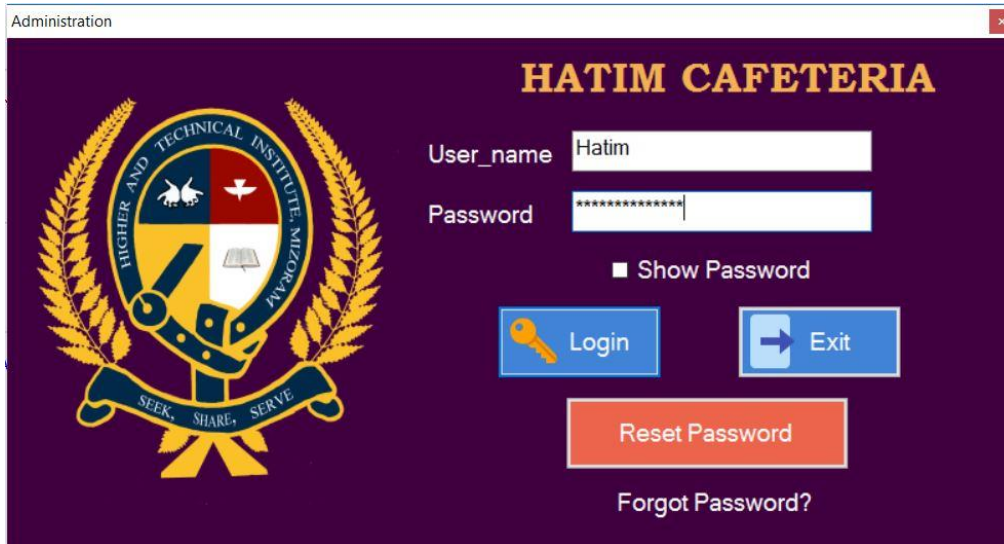 Administration
HIGHER AND TECHNICAL INSTITUTE, MIZORAM
SEEK, SHARE, SERVE
HATIM CAFETERIA
User_name Hatim
Password **************
Show Password
Login Exit
Reset Password
Forgot Password?